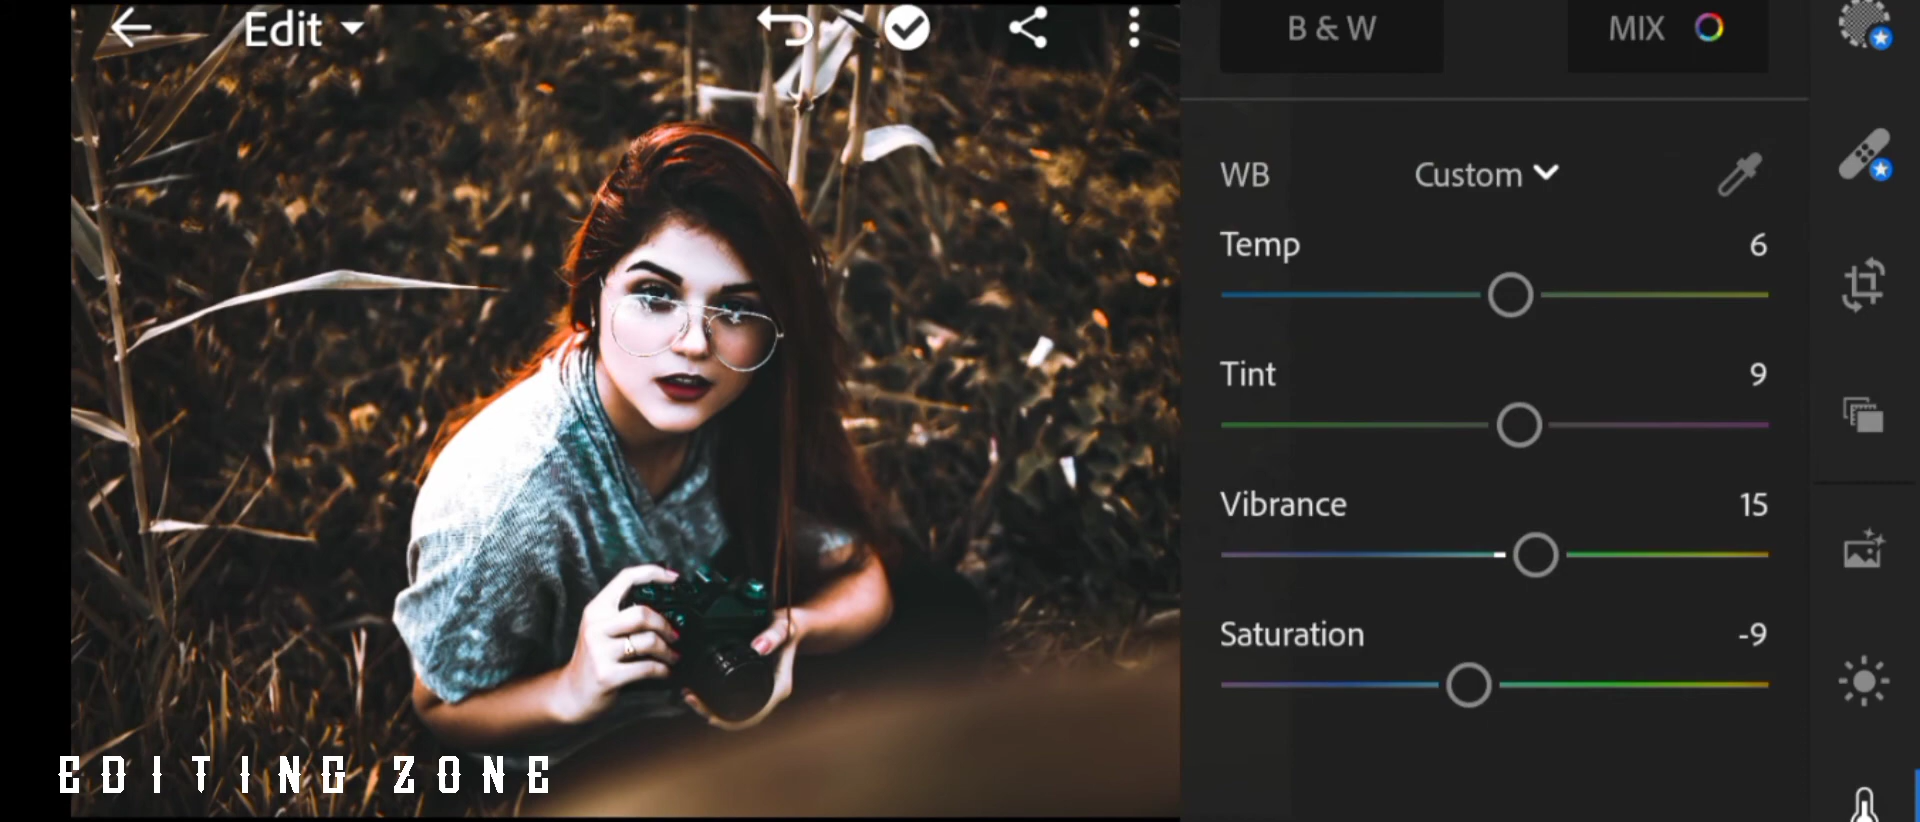 Edit
B & W
MIX
WB
Custom
Temp
6
Tint
9
Vibrance
15
Saturation
-9
EDITING ZONE